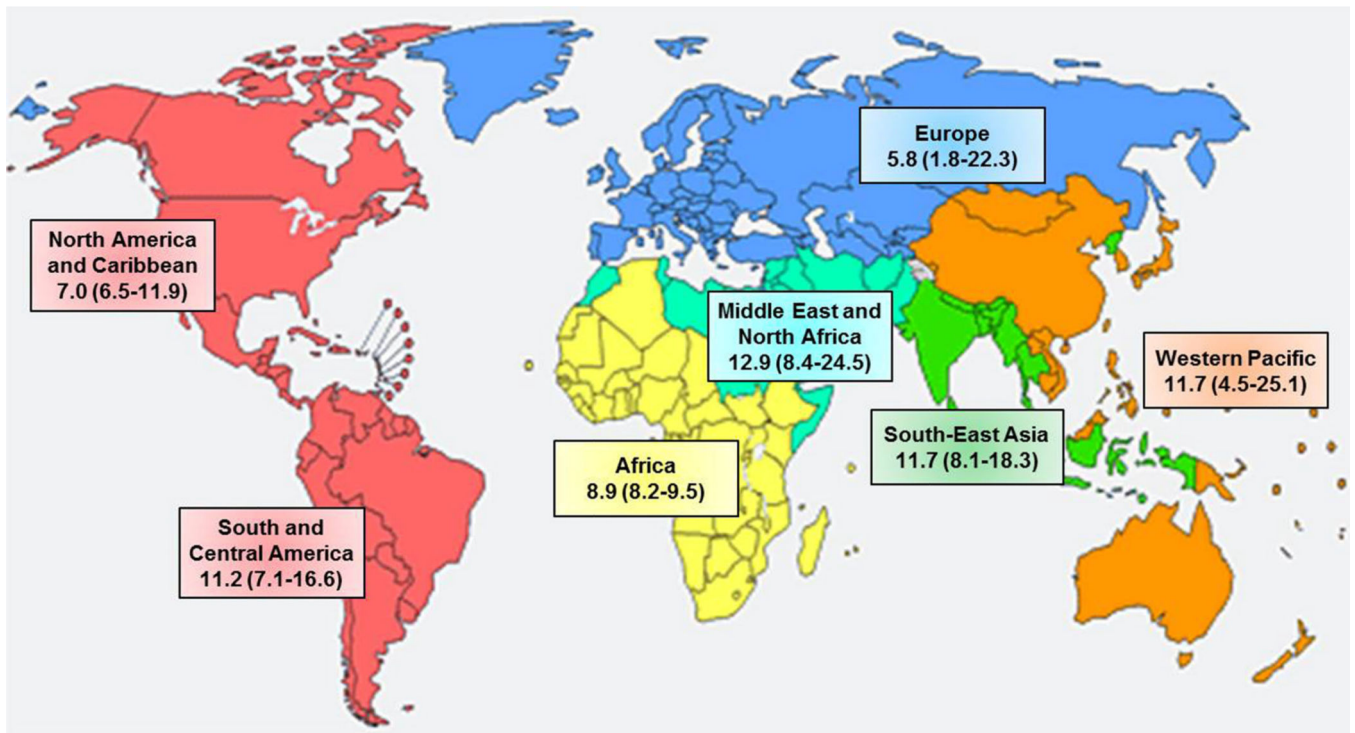 Europe
5.8 (1.8-22.3)
North America
and Caribbean
7.0 (6.5-11.9)
Middle East and
North Africa
12.9 (8.4-24.5)
Western Pacific
11.7 (4.5-25.1)
South-East Asia
11.7 (8.1-18.3)
Africa
8.9 (8.2-9.5)
South and
Central America
11.2 (7.1-16.6)